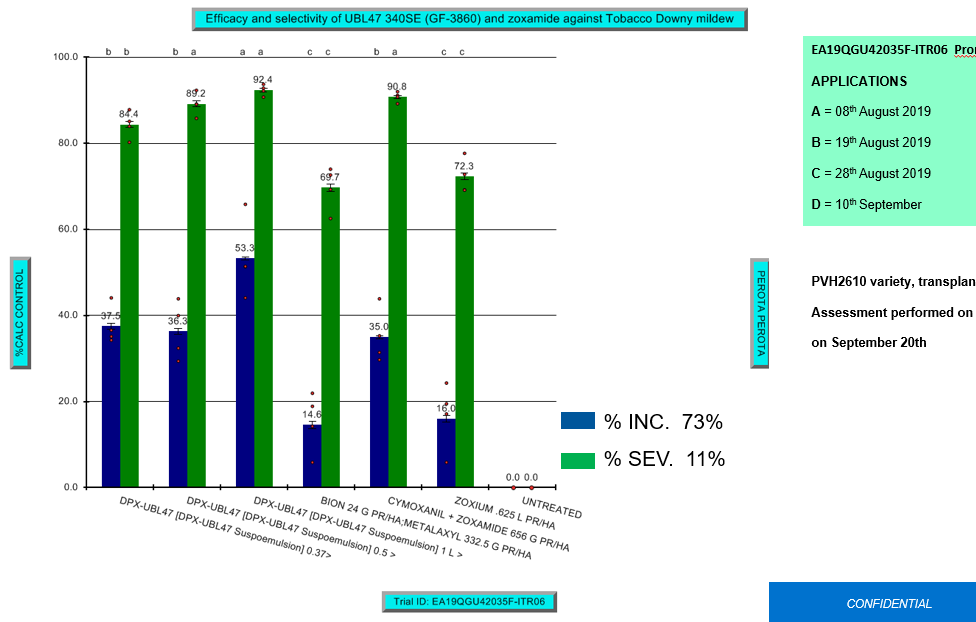 Efficacy and selectivity of UBL47 340SE (GF-3860) and zoxamide against Tobacco Downy mildew
b b b a a a c c b a c c
100.0
80.0
60.0
40.0
20.0
0.0
%CALC CONTROL
37.5
84.4
36.3
89.2
53.3
92.4
14.6
69.7
35.0
90.8
16.0
72.3
0.0 0.0
DPX-UBL47 [DPX-UBL47 Suspoemulsion] 0.37>
DPX-UBL47 [DPX-UBL47 Suspoemulsion] 0.5 >
DPX-UBL47 [DPX-UBL47 Suspoemulsion] 1 L >
BION 24 G PR/HA;METALAXYL 332.5 G PR/HA
CYMOXANIL + ZOXAMIDE 656 G PR/HA
ZOXIUM .625 L PR/HA
UNTREATED
% INC. 73%
% SEV. 11%
PEROTA PEROTA
Trial ID: EA19QGU42035F-ITR06
EA19QGU42035F-ITR06 Pro
APPLICATIONS
A = 08th August 2019
B = 19th August 2019
C = 28th August 2019
D = 10th September
PVH2610 variety, transplan
Assessment performed on
on September 20th
CONFIDENTIAL